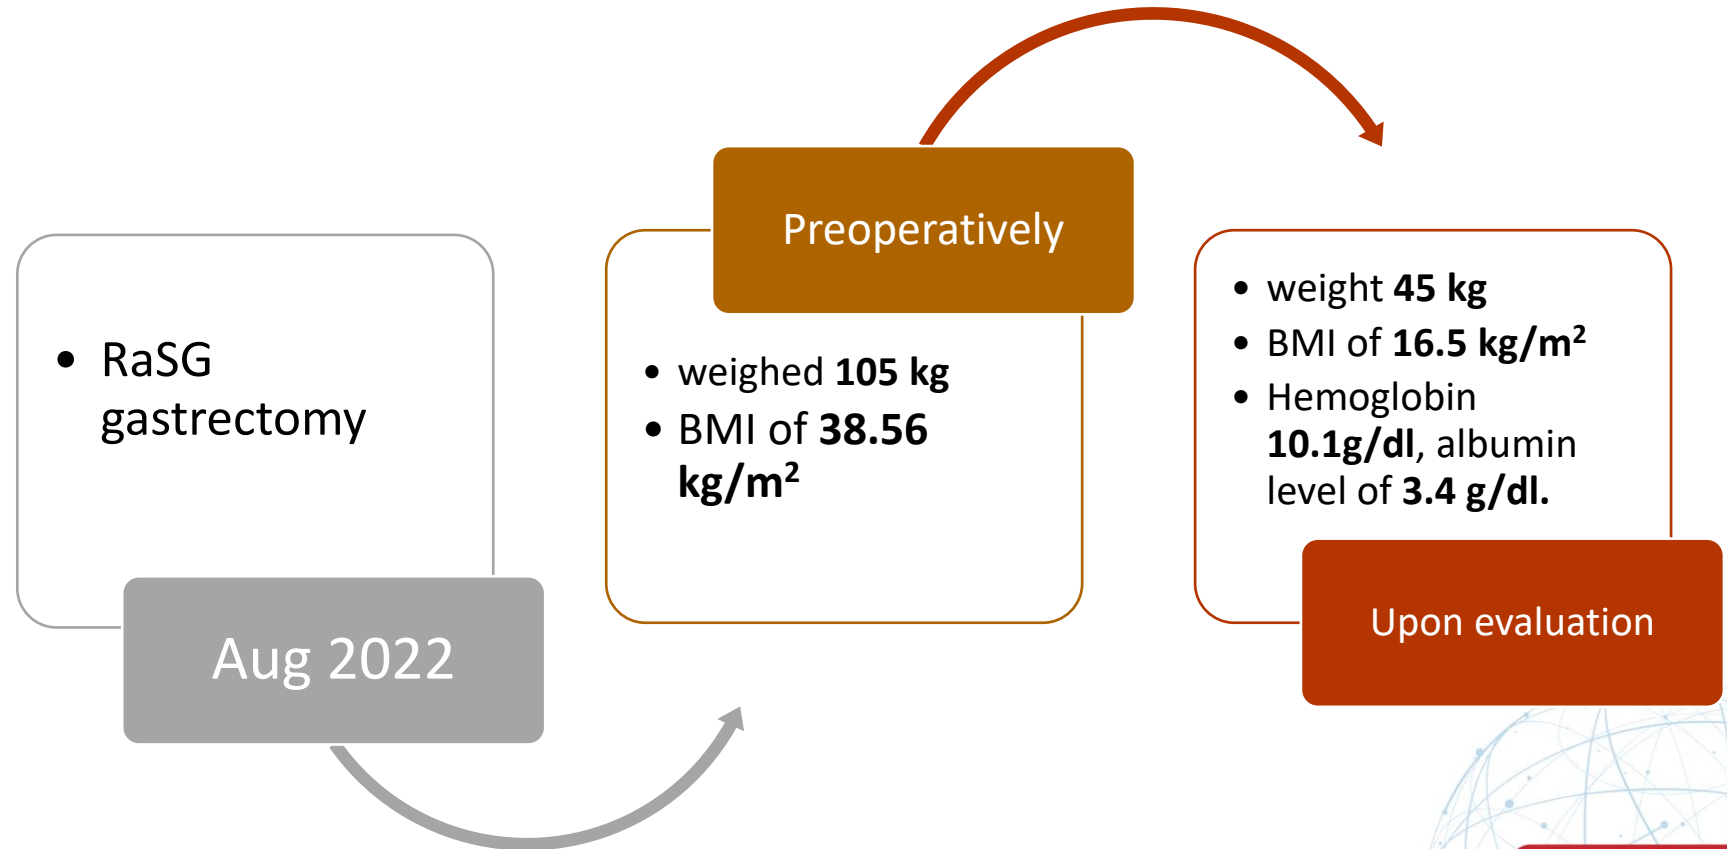 • RaSG
gastrectomy
Aug 2022
Preoperatively
• weighed 105 kg
• BMI of 38.56
kg/m²
• weight 45 kg
• BMI of 16.5 kg/m²
• Hemoglobin
10.1g/dl, albumin
level of 3.4 g/dl.
Upon evaluation